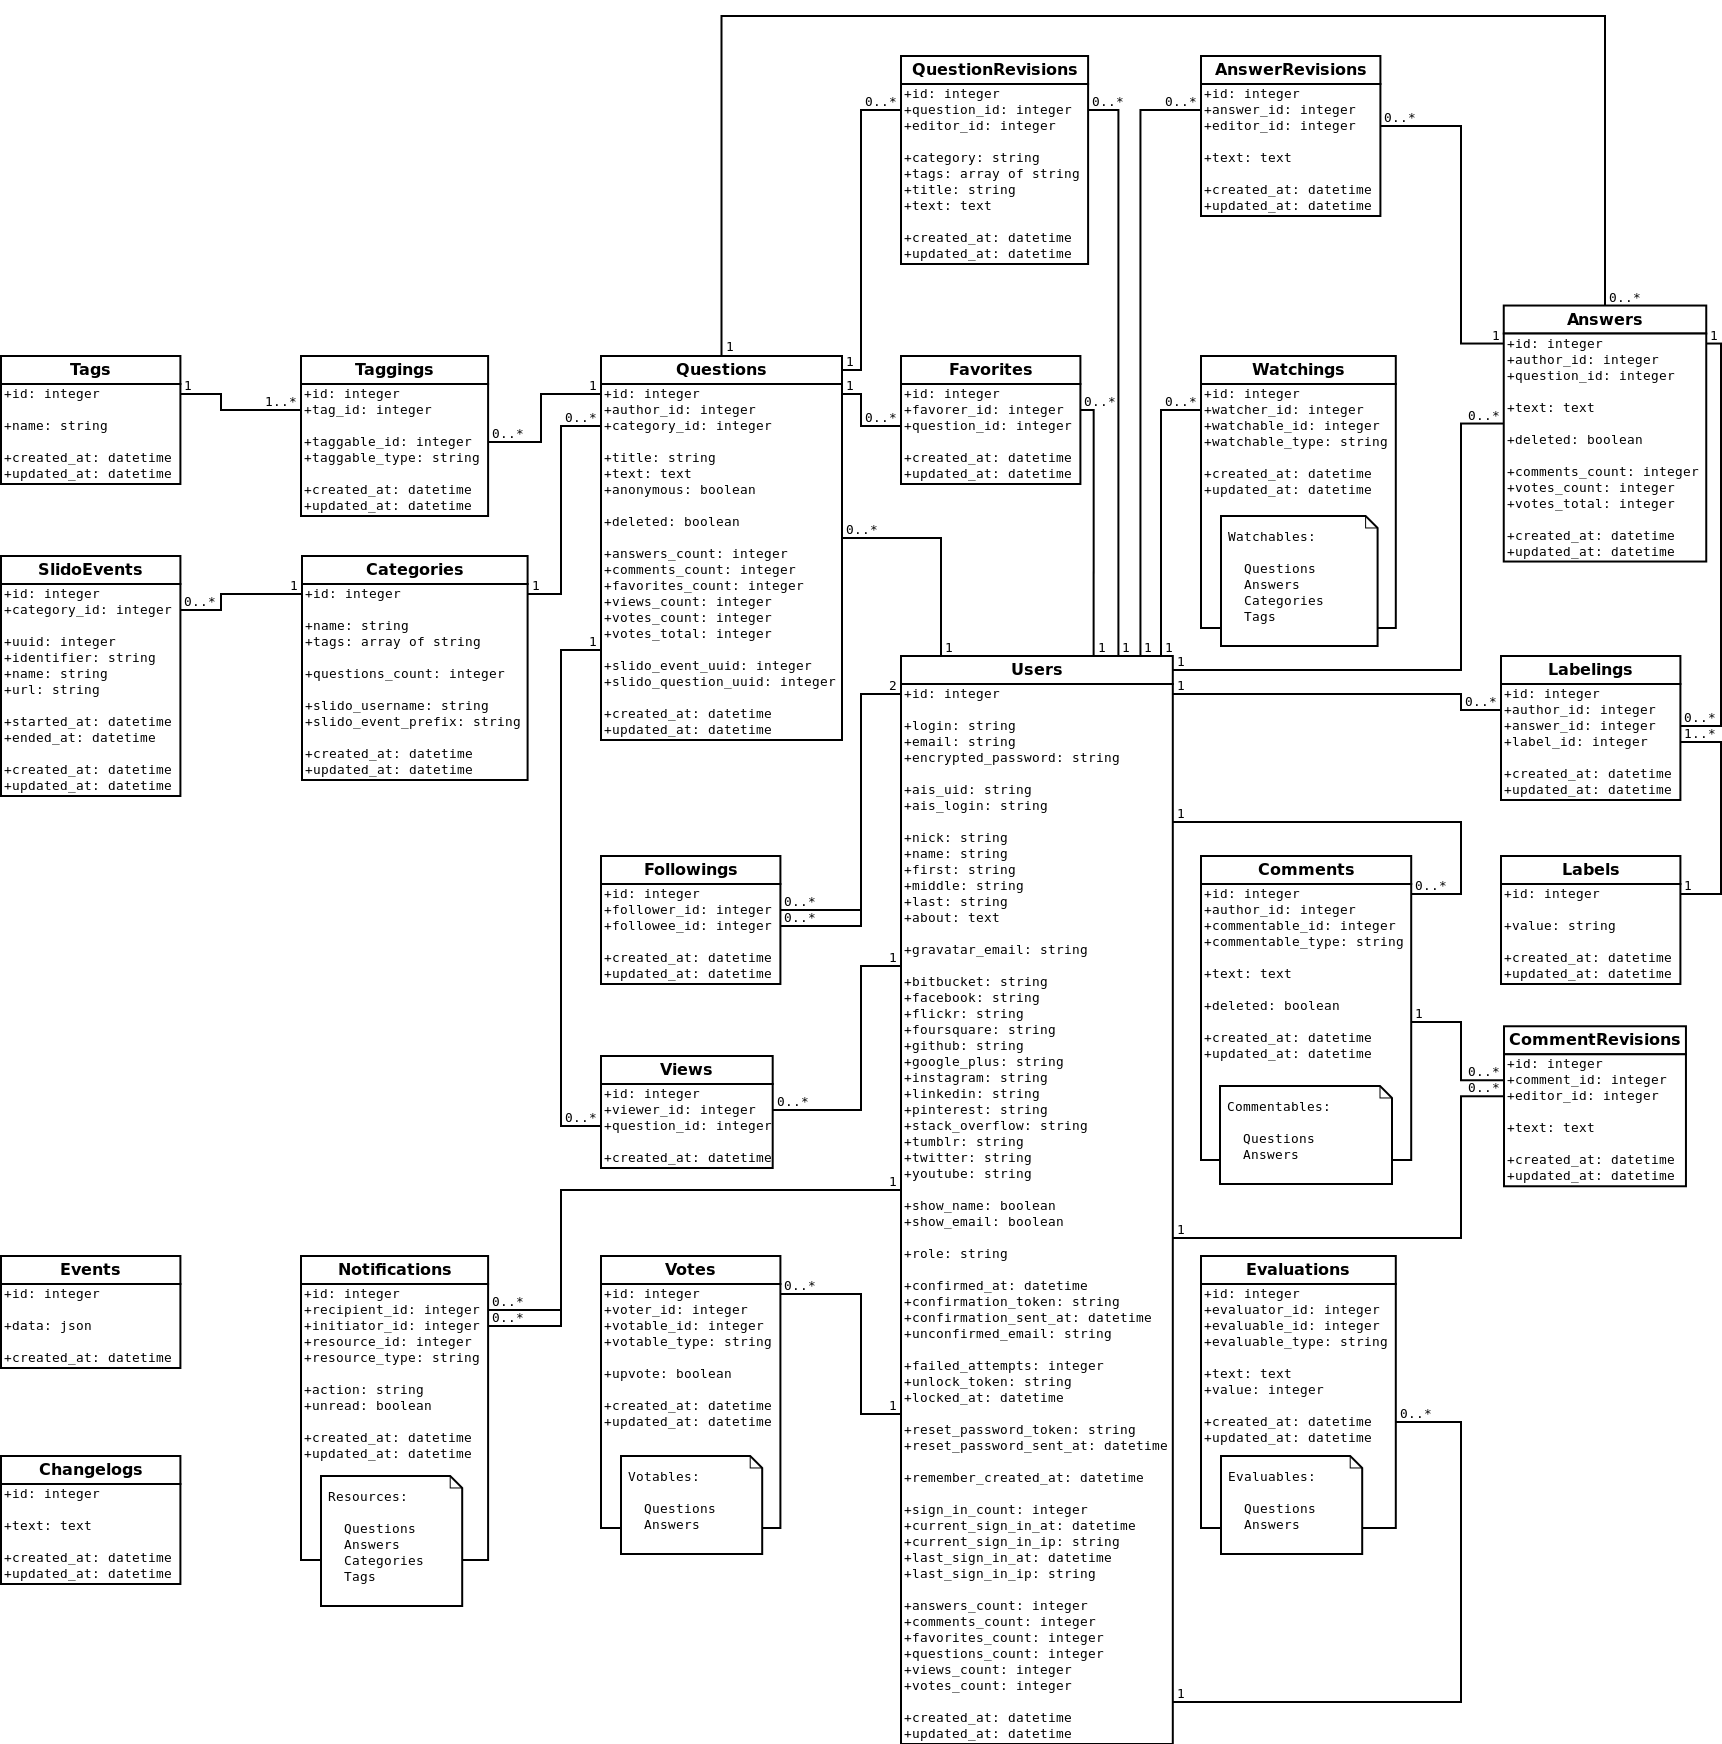 QuestionRevisions
+id: integer
+question_id: integer
+editor_id: integer
+category: string
+tags: array of string
+title: string
+text: text
+created_at: datetime
+updated_at: datetime
0..*
0..*
AnswerRevisions
+id: integer
+answer_id: integer
+editor_id: integer
+text: text
+created_at: datetime
+updated_at: datetime
0..*
0..*
Answers
+id: integer
+author_id: integer
+question_id: integer
+text: text
+deleted: boolean
+comments_count: integer
+votes_count: integer
+votes_total: integer
+created_at: datetime
+updated_at: datetime
0..*
1
1
0..*
Tags
+id: integer
+name: string
+created_at: datetime
+updated_at: datetime
1
1..*
Taggings
+id: integer
+tag_id: integer
+taggable_id: integer
+taggable_type: string
+created_at: datetime
+updated_at: datetime
0..*
1
0..*
Questions
+id: integer
+author_id: integer
+category_id: integer
+title: string
+text: text
+anonymous: boolean
+deleted: boolean
+answers_count: integer
+comments_count: integer
+favorites_count: integer
+views_count: integer
+votes_count: integer
+votes_total: integer
+slido_event_uuid: integer
+slido_question_uuid: integer
+created_at: datetime
+updated_at: datetime
1
1
1
0..*
0..*
1
Favorites
+id: integer
+favorer_id: integer
+question_id: integer
+created_at: datetime
+updated_at: datetime
0..*
Watchings
+id: integer
+watcher_id: integer
+watchable_id: integer
+watchable_type: string
+created_at: datetime
+updated_at: datetime
0..*
Watchables:
Questions
Answers
Categories
Tags
SlidoEvents
+id: integer
+category_id: integer
+uuid: integer
+identifier: string
+name: string
+url: string
+started_at: datetime
+ended_at: datetime
+created_at: datetime
+updated_at: datetime
0..*
1
Categories
+id: integer
+name: string
+tags: array of string
+questions_count: integer
+slido_username: string
+slido_event_prefix: string
+created_at: datetime
+updated_at: datetime
1
1
1
1
1
1
1
1
2
Users
+id: integer
+login: string
+email: string
+encrypted_password: string
+ais_uid: string
+ais_login: string
+nick: string
+name: string
+first: string
+middle: string
+last: string
+about: text
+gravatar_email: string
+bitbucket: string
+facebook: string
+flickr: string
+foursquare: string
+github: string
+google_plus: string
+instagram: string
+linkedin: string
+pinterest: string
+stack_overflow: string
+tumblr: string
+twitter: string
+youtube: string
+show_name: boolean
+show_email: boolean
+role: string
+confirmed_at: datetime
+confirmation_token: string
+confirmation_sent_at: datetime
+unconfirmed_email: string
+failed_attempts: integer
+unlock_token: string
+locked_at: datetime
+reset_password_token: string
+reset_password_sent_at: datetime
+remember_created_at: datetime
+sign_in_count: integer
+current_sign_in_at: datetime
+current_sign_in_ip: string
+last_sign_in_at: datetime
+last_sign_in_ip: string
+answers_count: integer
+comments_count: integer
+favorites_count: integer
+questions_count: integer
+views_count: integer
+votes_count: integer
+created_at: datetime
+updated_at: datetime
1
1
1
1
1
1
1
Labelings
+id: integer
+author_id: integer
+answer_id: integer
+label_id: integer
+created_at: datetime
+updated_at: datetime
0..*
0..*
1..*
Followings
+id: integer
+follower_id: integer
+followee_id: integer
+created_at: datetime
+updated_at: datetime
0..*
0..*
Comments
+id: integer
+author_id: integer
+commentable_id: integer
+commentable_type: string
+text: text
+deleted: boolean
+created_at: datetime
+updated_at: datetime
0..*
1
Commentables:
Questions
Answers
Labels
+id: integer
+value: string
+created_at: datetime
+updated_at: datetime
1
Views
+id: integer
+viewer_id: integer
+question_id: integer
+created_at: datetime
0..*
0..*
CommentRevisions
+id: integer
+comment_id: integer
+editor_id: integer
+text: text
+created_at: datetime
+updated_at: datetime
0..*
0..*
Events
+id: integer
+data: json
+created_at: datetime
Notifications
+id: integer
+recipient_id: integer
+initiator_id: integer
+resource_id: integer
+resource_type: string
+action: string
+unread: boolean
+created_at: datetime
+updated_at: datetime
0..*
0..*
Resources:
Questions
Answers
Categories
Tags
Votes
+id: integer
+voter_id: integer
+votable_id: integer
+votable_type: string
+upvote: boolean
+created_at: datetime
+updated_at: datetime
0..*
Votables:
Questions
Answers
Evaluations
+id: integer
+evaluator_id: integer
+evaluable_id: integer
+evaluable_type: string
+text: text
+value: integer
+created_at: datetime
+updated_at: datetime
0..*
Evaluables:
Questions
Answers
Changelogs
+id: integer
+text: text
+created_at: datetime
+updated_at: datetime